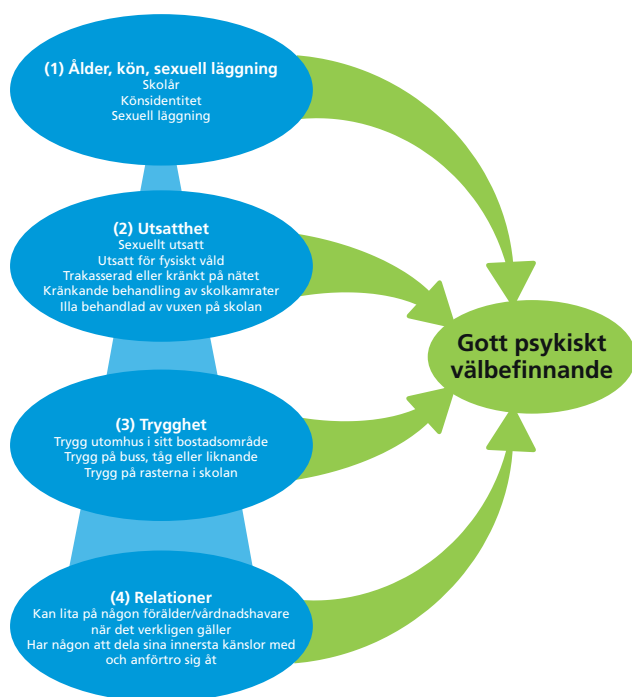 (1) Ålder, kön, sexuell läggning
Skolår
Könsidentitet
Sexuell läggning
(2) Utsatthet
Sexuellt utsatt
Utsatt för fysiskt våld
Trakasserad eller kränkt på nätet
Kränkande behandling av skolkamrater
Illa behandlad av vuxen på skolan
Gott psykiskt
välbefinnande
(3) Trygghet
Trygg utomhus i sitt bostadsområde
Trygg på buss, tåg eller liknande
Trygg på rasterna i skolan
(4) Relationer
Kan lita på någon förälder/vårdnadshavare
när det verkligen gäller
Har någon att dela sina innersta känslor med
och anförtro sig åt